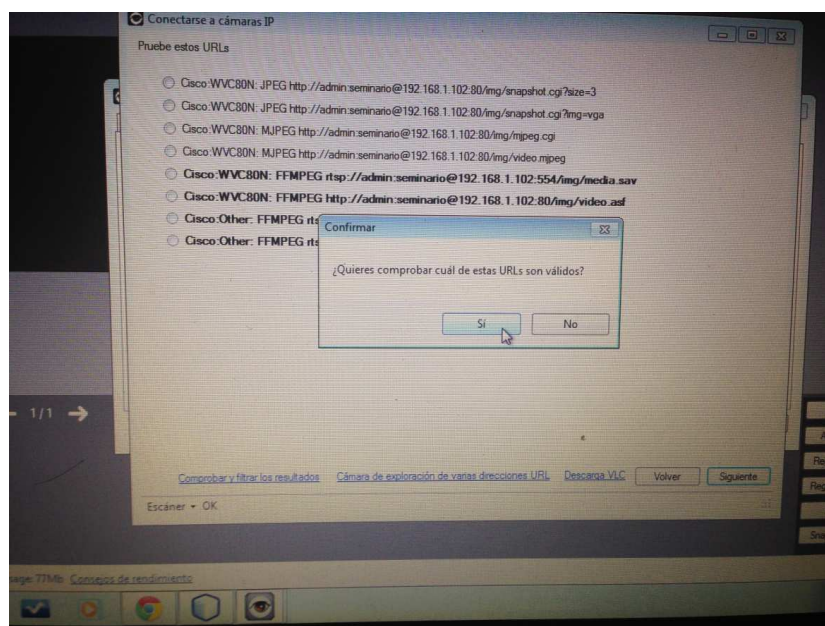 Conectarse a cámaras IP
Pruebe estos URLs
Cisco:WVC80N: JPEG http://admin:seminario@192.168.1.102:80/img/snapshot.cgi?size=3
Cisco:WVC80N: JPEG http://admin:seminario@192.168.1.102:80/img/snapshot.cgi?img=vga
Cisco:WVC80N: MJPEG http://admin:seminario@192.168.1.102:80/img/mjpeg.cgi
Cisco:WVC80N: MJPEG http://admin:seminario@192.168.1.102:80/img/video.mjpeg
Cisco:WVC80N: FFMPEG rtsp://admin:seminario@192.168.1.102:554/img/media.sav
Cisco:WVC80N: FFMPEG http://admin:seminario@192.168.1.102:80/img/video.asf
Cisco:Other: FFMPEG rts
Cisco:Other: FFMPEG rts
Confirmar
¿Quieres comprobar cuál de estas URLs son válidos?
Sí No
1/1
Comprobar y filtrar los resultados Cámara de exploración de varias direcciones URL Descarga VLC Volver Siguiente
Escáner OK
77Mb Consejos de rendimiento